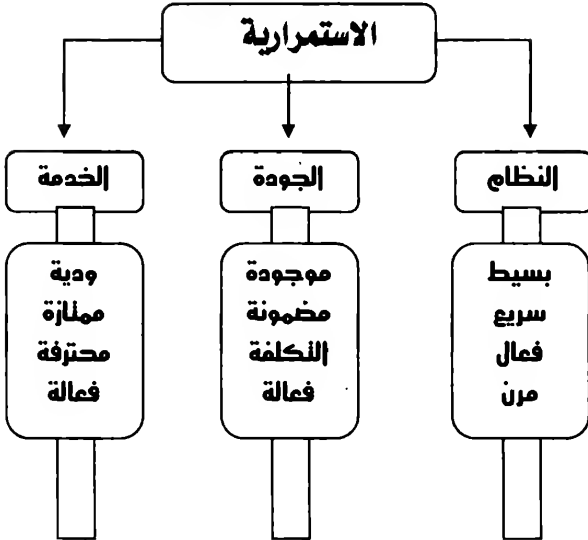 الاستمرارية
النظام
الجودة
الخدمة
بسيط
سريع
فعال
مرن
موجودة
مضمونة
التكلفة
فعالة
ودية
ممتازة
محترفة
فعالة